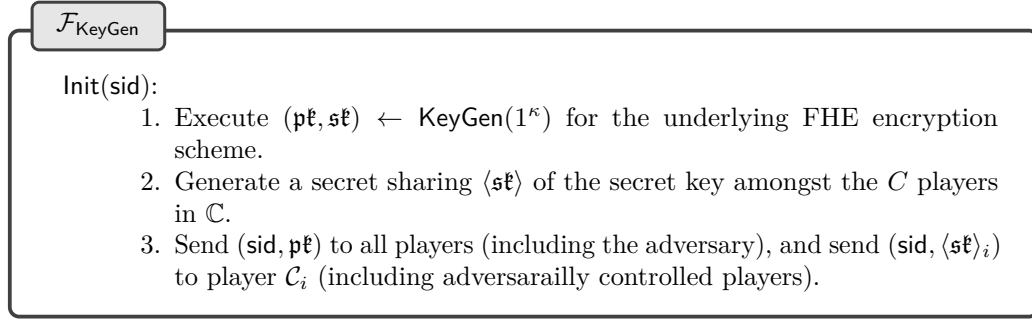 ℱ_KeyGen
Init(sid):
1. Execute (𝔭𝔨, 𝔰𝔨) ← KeyGen(1^κ) for the underlying FHE encryption
scheme.
2. Generate a secret sharing ⟨𝔰𝔨⟩ of the secret key amongst the C players
in ℂ.
3. Send (sid, 𝔭𝔨) to all players (including the adversary), and send (sid, ⟨𝔰𝔨⟩_i)
to player 𝒞_i (including adversarailly controlled players).